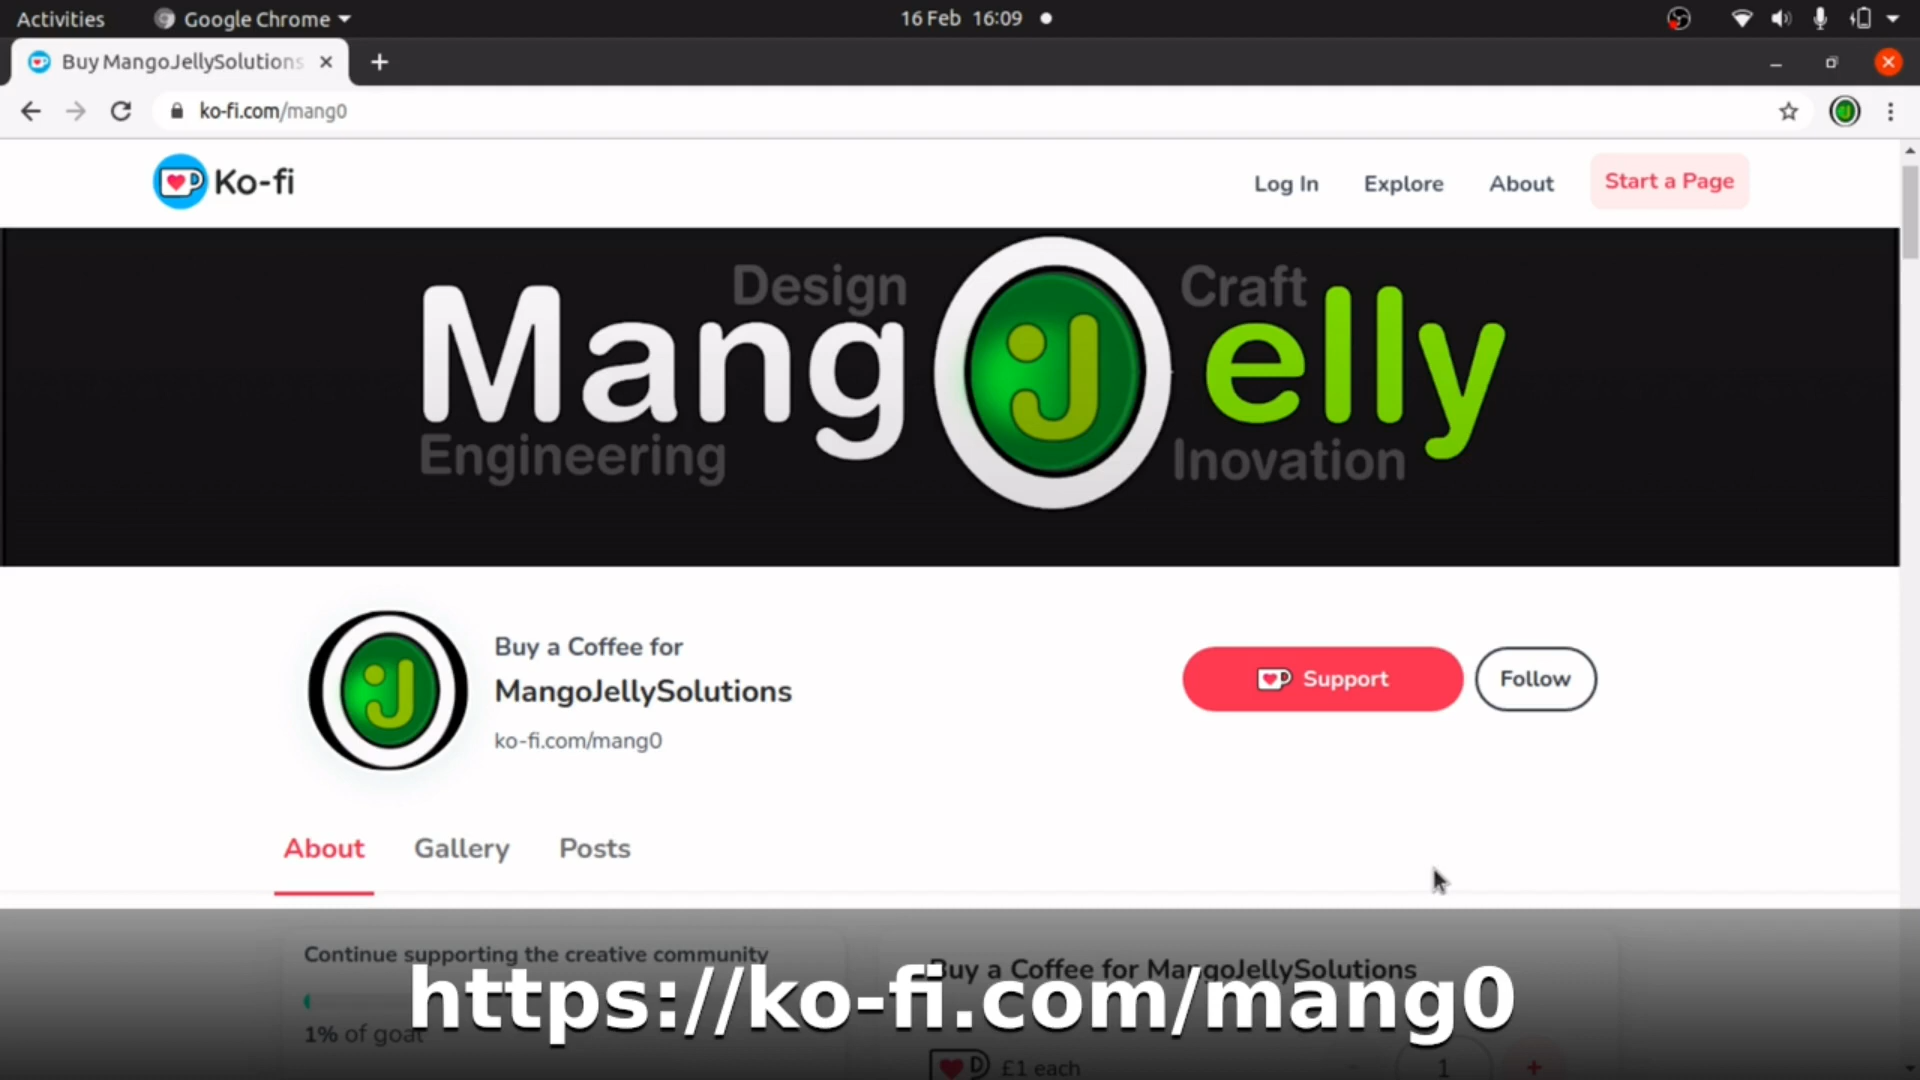 Activities
Google Chrome
16 Feb 16:09
Buy MangoJellySolutions
ko-fi.com/mang0
Ko-fi
Log In
Explore
About
Start a Page
Design
Craft
Mang
J
elly
Engineering
Inovation
J
Buy a Coffee for
MangoJellySolutions
ko-fi.com/mang0
Support
Follow
About
Gallery
Posts
Continue supporting the creative community
Buy a Coffee for MangoJellySolutions
https://ko-fi.com/mang0
1% of goal
£1 each
1